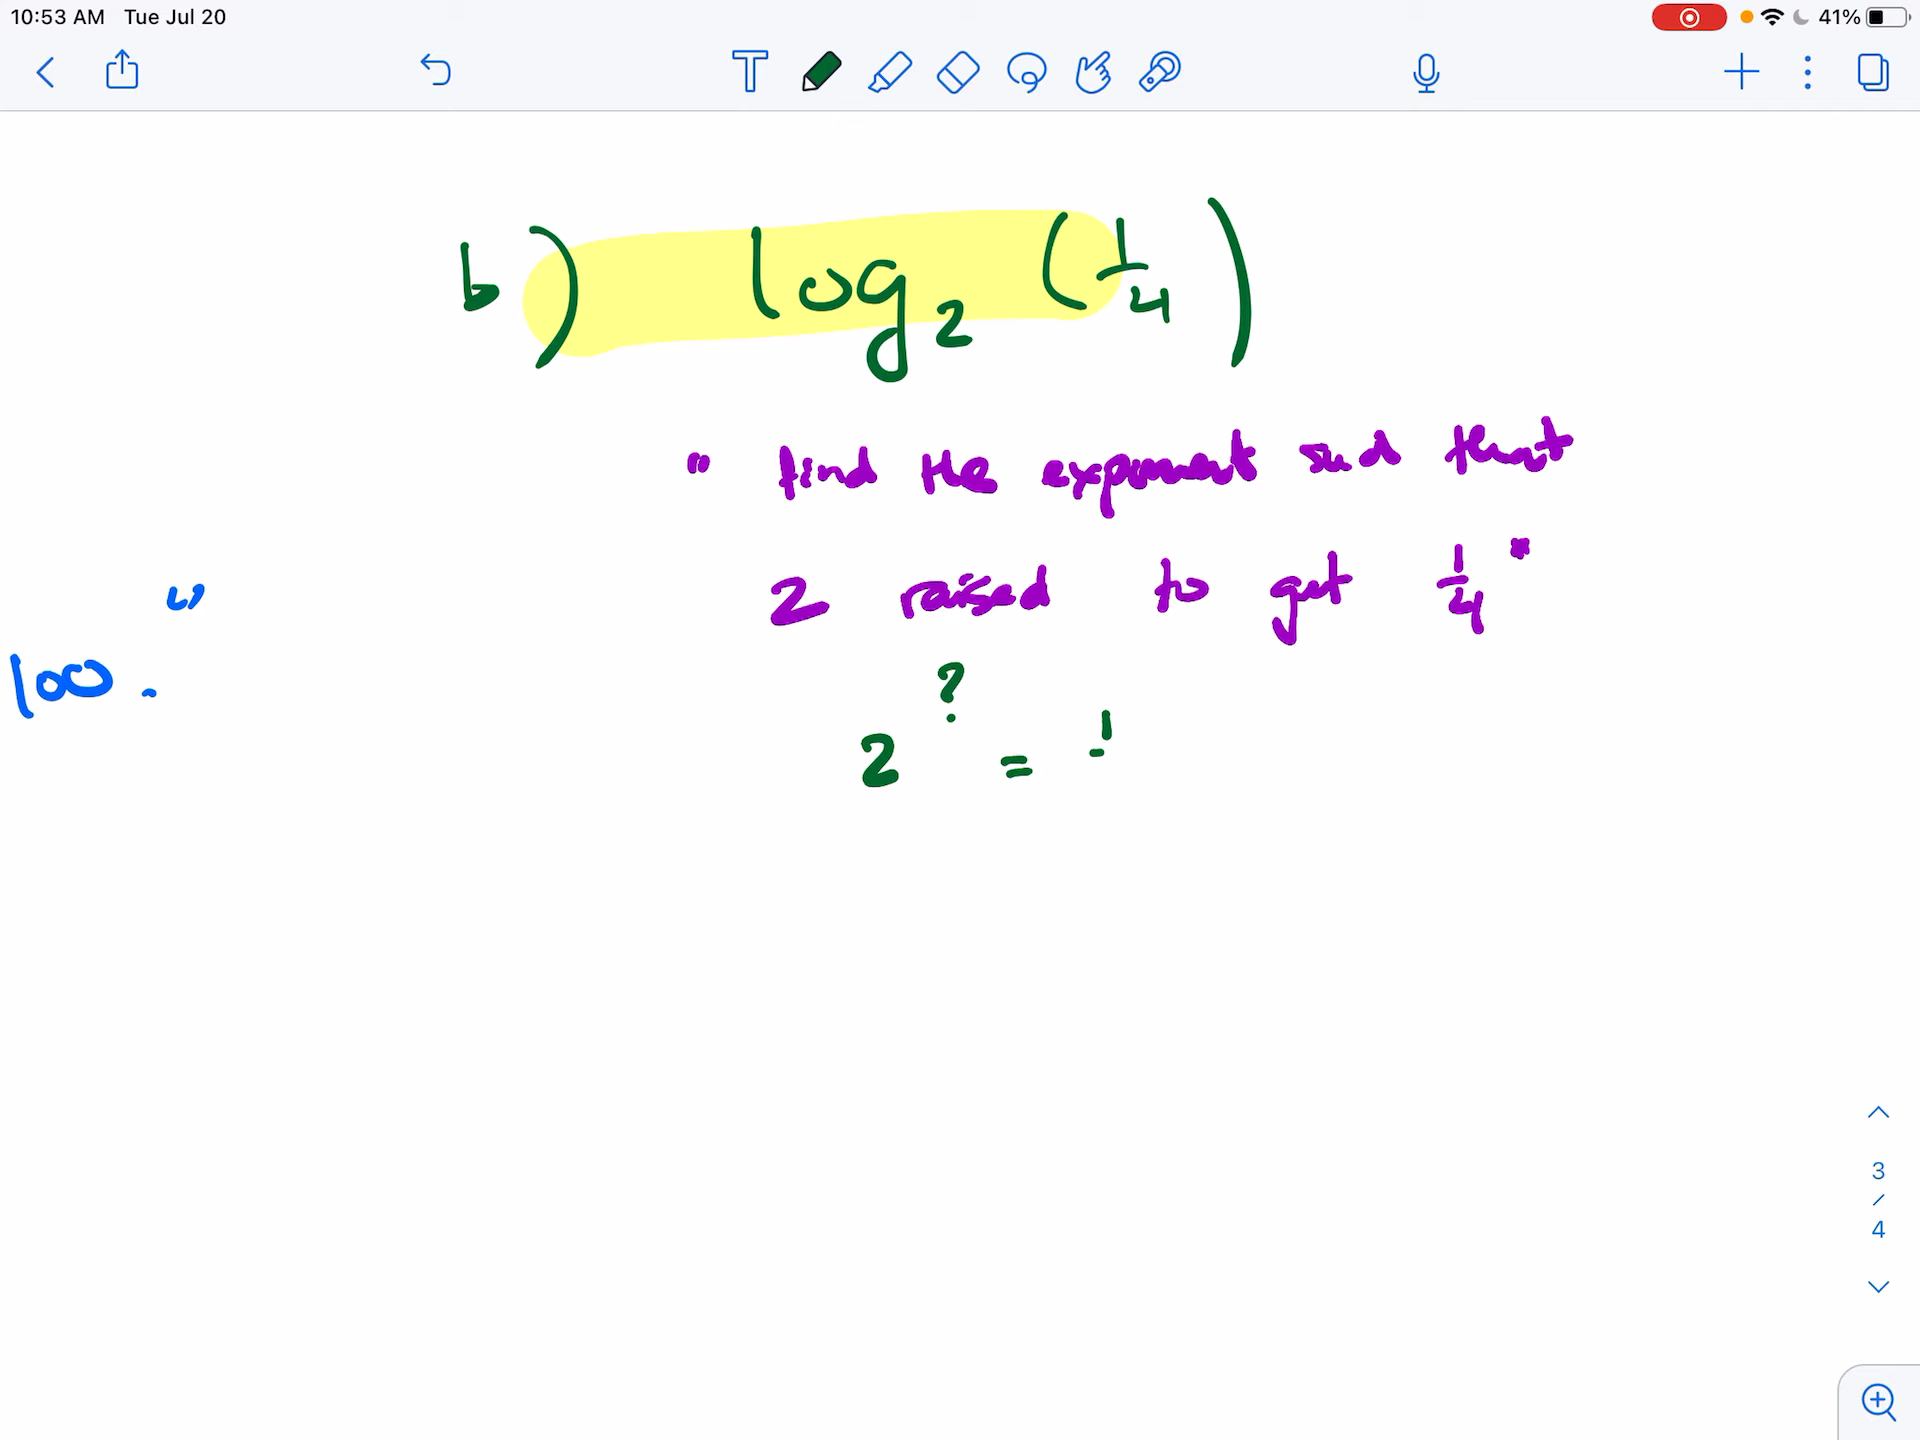 10:53 AM Tue Jul 20
41%
b) log₂ (1/4)
" find the exponent such that
2 raised to get 1/4 "
"
100.
2^? = 1
3
/
4